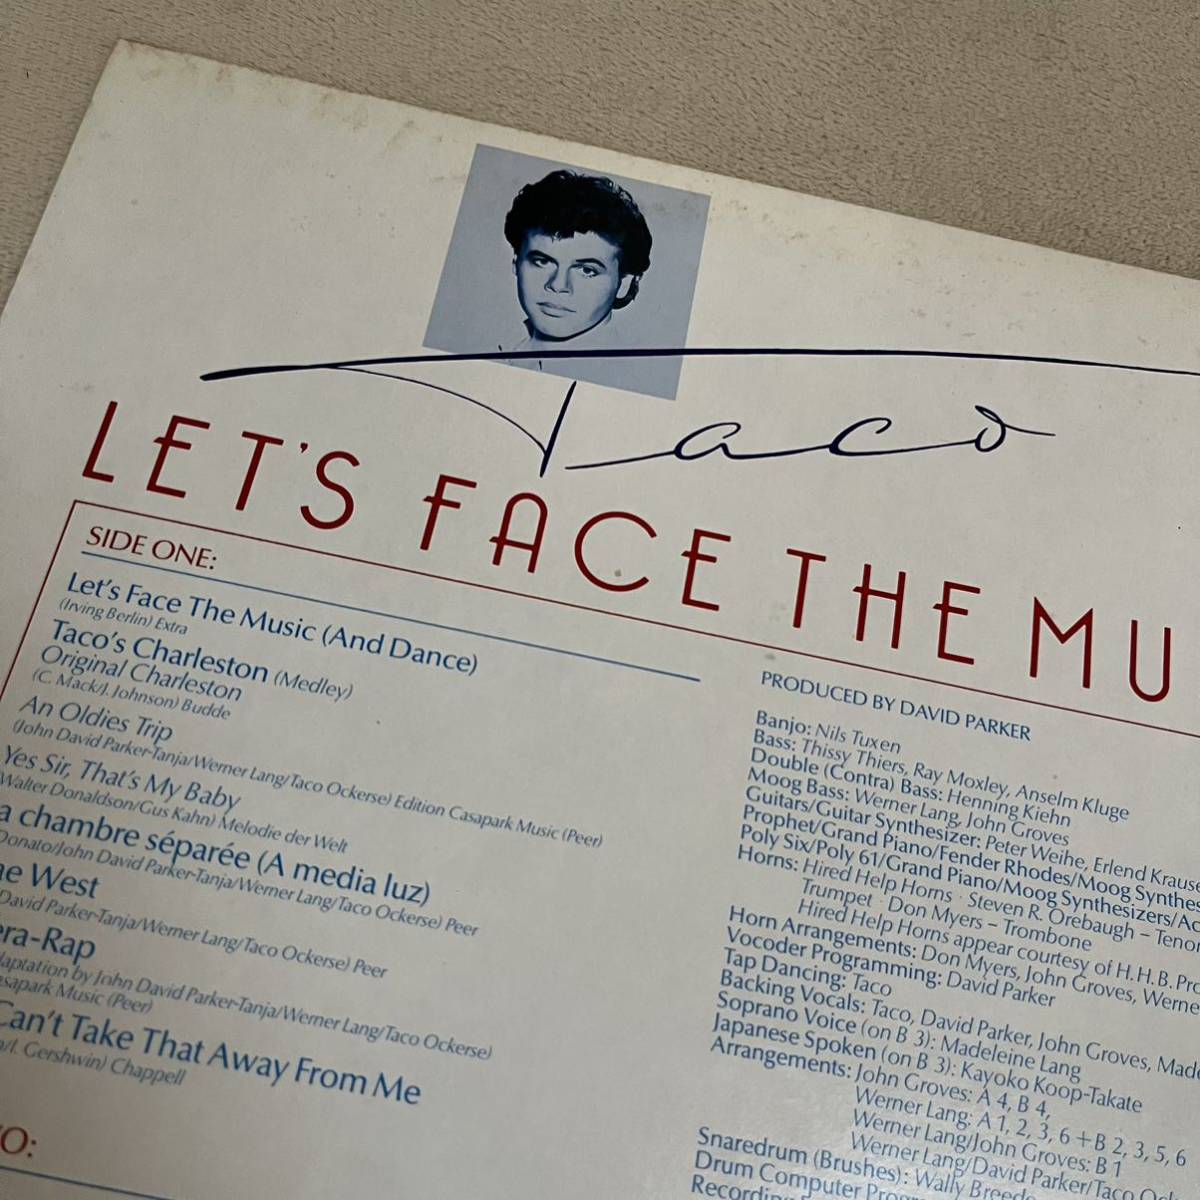 Taco
LET'S FACE THE MU
SIDE ONE:
Let's Face The Music (And Dance)
(Irving Berlin) Extra
Taco's Charleston (Medley)
Original Charleston
(C. Mack/J. Johnson) Budde
An Oldies Trip
(John David Parker-Tanja/Werner Lang/Taco Ockerse) Edition Casapark Music (Peer)
Yes Sir, That's My Baby
Walter Donaldson/Gus Kahn) Melodie der Welt
a chambre séparée (A media luz)
Donato/John David Parker-Tanja/Werner Lang/Taco Ockerse) Peer
he West
David Parker-Tanja/Werner Lang/Taco Ockerse) Peer
era-Rap
daptation by John David Parker-Tanja/Werner Lang/Taco Ockerse)
sapark Music (Peer)
Can't Take That Away From Me
/I. Gershwin) Chappell
O:
PRODUCED BY DAVID PARKER
Banjo: Nils Tuxen
Bass: Thissy Thiers, Ray Moxley, Anselm Kluge
Double (Contra) Bass: Henning Kiehn
Moog Bass: Werner Lang, John Groves
Guitars/Guitar Synthesizer: Peter Weihe, Erlend Krause
Prophet/Grand Piano/Fender Rhodes/Moog Synthes
Poly Six/Poly 61/Grand Piano/Moog Synthesizers/Ac
Horns: Hired Help Horns · Steven R. Orebaugh – Tenor
Trumpet · Don Myers – Trombone
Hired Help Horns appear courtesy of H.H.B. Pro
Horn Arrangements: Don Myers, John Groves, Werne
Vocoder Programming: David Parker
Tap Dancing: Taco
Backing Vocals: Taco, David Parker, John Groves, Made
Soprano Voice (on B 3): Madeleine Lang
Japanese Spoken (on B 3): Kayoko Koop-Takate
Arrangements: John Groves: A 4, B 4,
Werner Lang: A 1, 2, 3, 6 + B 2, 3, 5, 6
Werner Lang/John Groves: B 1
Werner Lang/David Parker/Taco Oc
Snaredrum (Brushes): Wally Breede
Drum Computer Prog
Recording